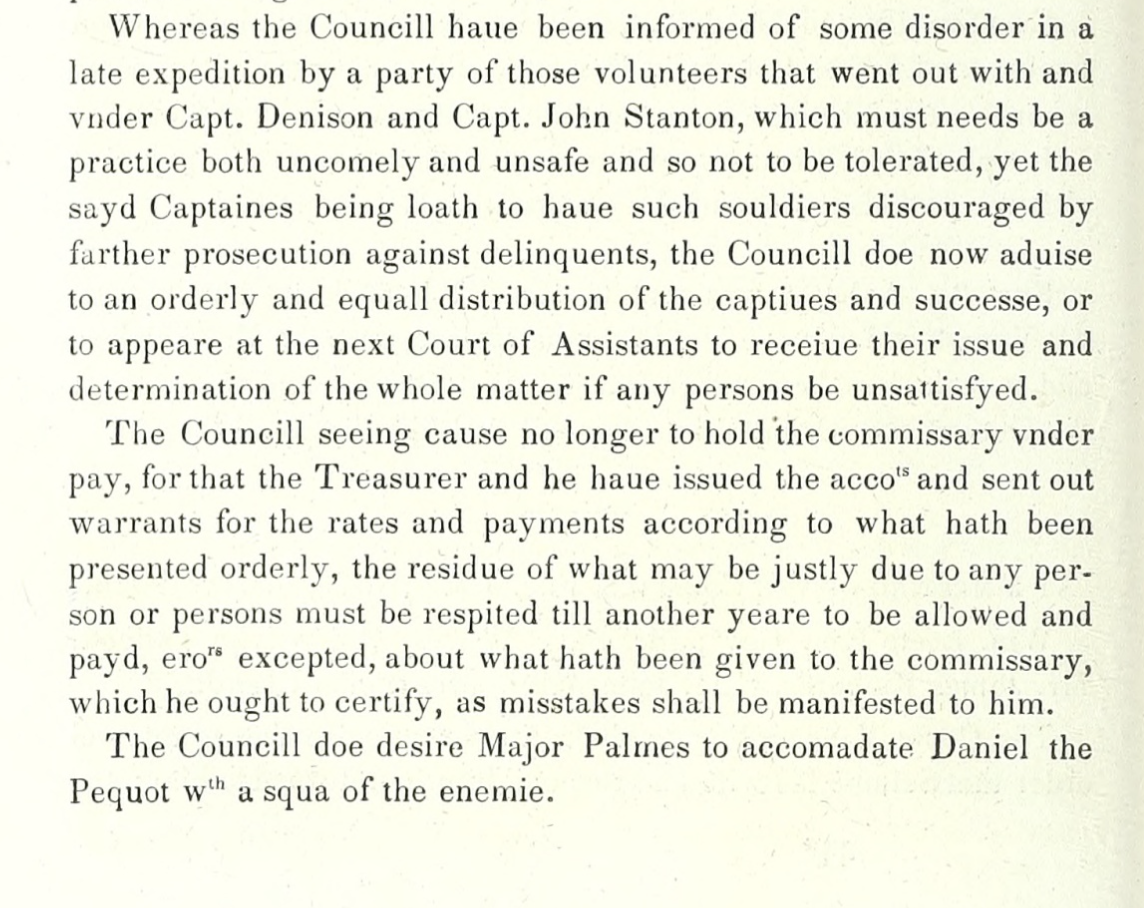 Whereas the Councill haue been informed of some disorder in a
late expedition by a party of those volunteers that went out with and
vnder Capt. Denison and Capt. John Stanton, which must needs be a
practice both uncomely and unsafe and so not to be tolerated, yet the
sayd Captaines being loath to haue such souldiers discouraged by
farther prosecution against delinquents, the Councill doe now aduise
to an orderly and equall distribution of the captiues and successe, or
to appeare at the next Court of Assistants to receiue their issue and
determination of the whole matter if any persons be unsattisfyed.
The Councill seeing cause no longer to hold the commissary vnder
pay, for that the Treasurer and he haue issued the accoᵗˢ and sent out
warrants for the rates and payments according to what hath been
presented orderly, the residue of what may be justly due to any per-
son or persons must be respited till another yeare to be allowed and
payd, eroʳˢ excepted, about what hath been given to the commissary,
which he ought to certify, as misstakes shall be manifested to him.
The Councill doe desire Major Palmes to accomadate Daniel the
Pequot wᵗʰ a squa of the enemie.